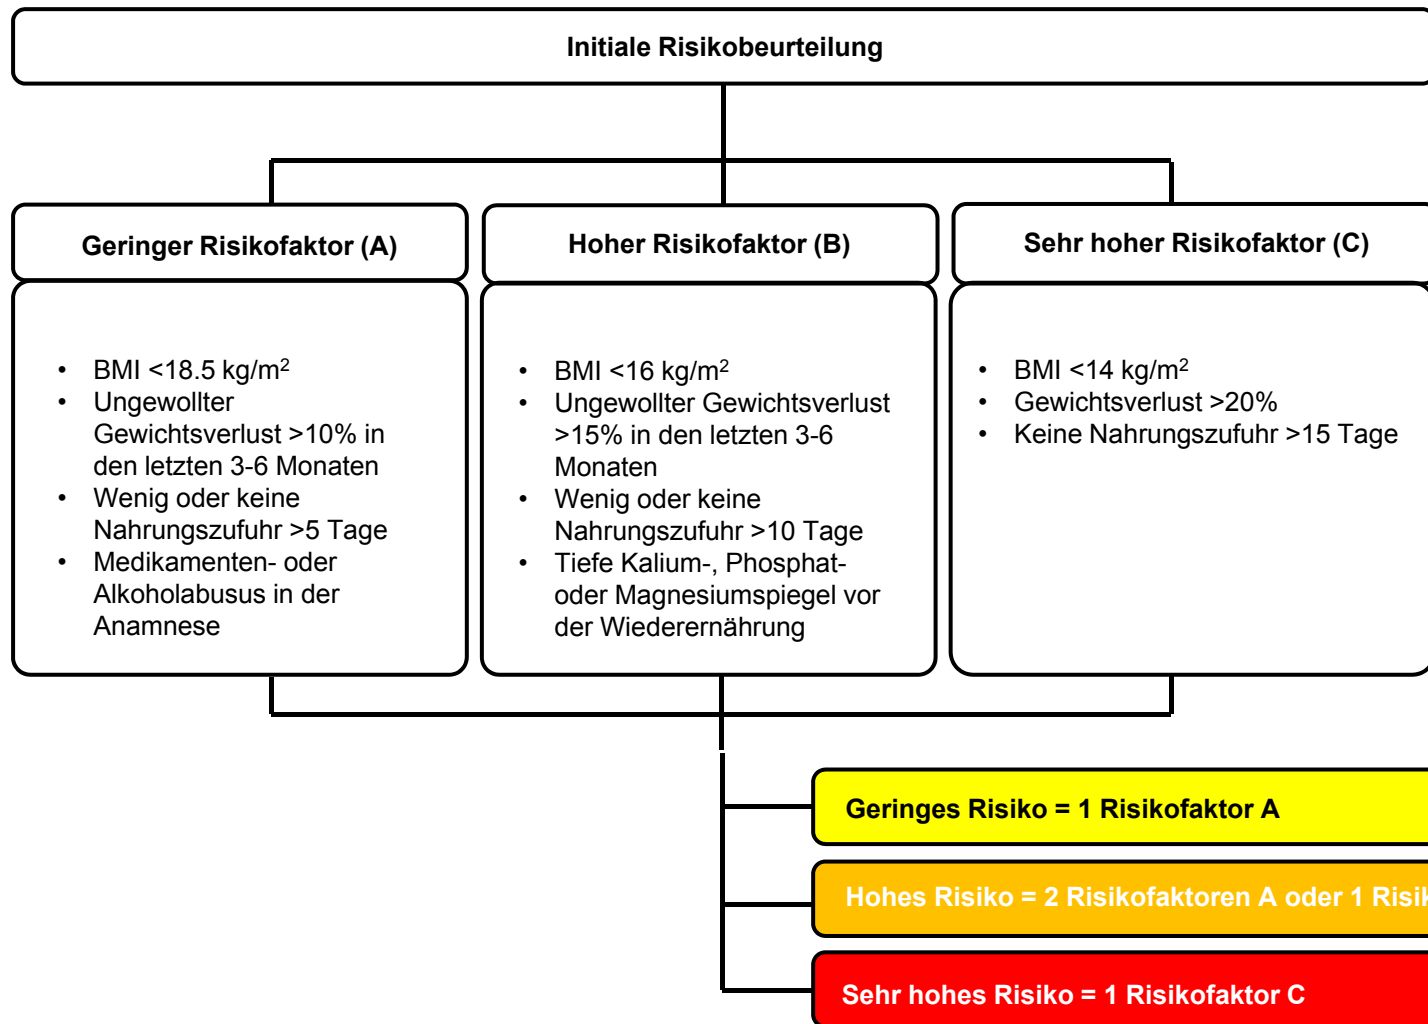 Initiale Risikobeurteilung
Geringer Risikofaktor (A)
• BMI <18.5 kg/m²
• Ungewollter
Gewichtsverlust >10% in
den letzten 3-6 Monaten
• Wenig oder keine
Nahrungszufuhr >5 Tage
• Medikamenten- oder
Alkoholabusus in der
Anamnese
Hoher Risikofaktor (B)
• BMI <16 kg/m²
• Ungewollter Gewichtsverlust
>15% in den letzten 3-6
Monaten
• Wenig oder keine
Nahrungszufuhr >10 Tage
• Tiefe Kalium-, Phosphat-
oder Magnesiumspiegel vor
der Wiederernährung
Sehr hoher Risikofaktor (C)
• BMI <14 kg/m²
• Gewichtsverlust >20%
• Keine Nahrungszufuhr >15 Tage
Geringes Risiko = 1 Risikofaktor A
Hohes Risiko = 2 Risikofaktoren A oder 1
Sehr hohes Risiko = 1 Risikofaktor C